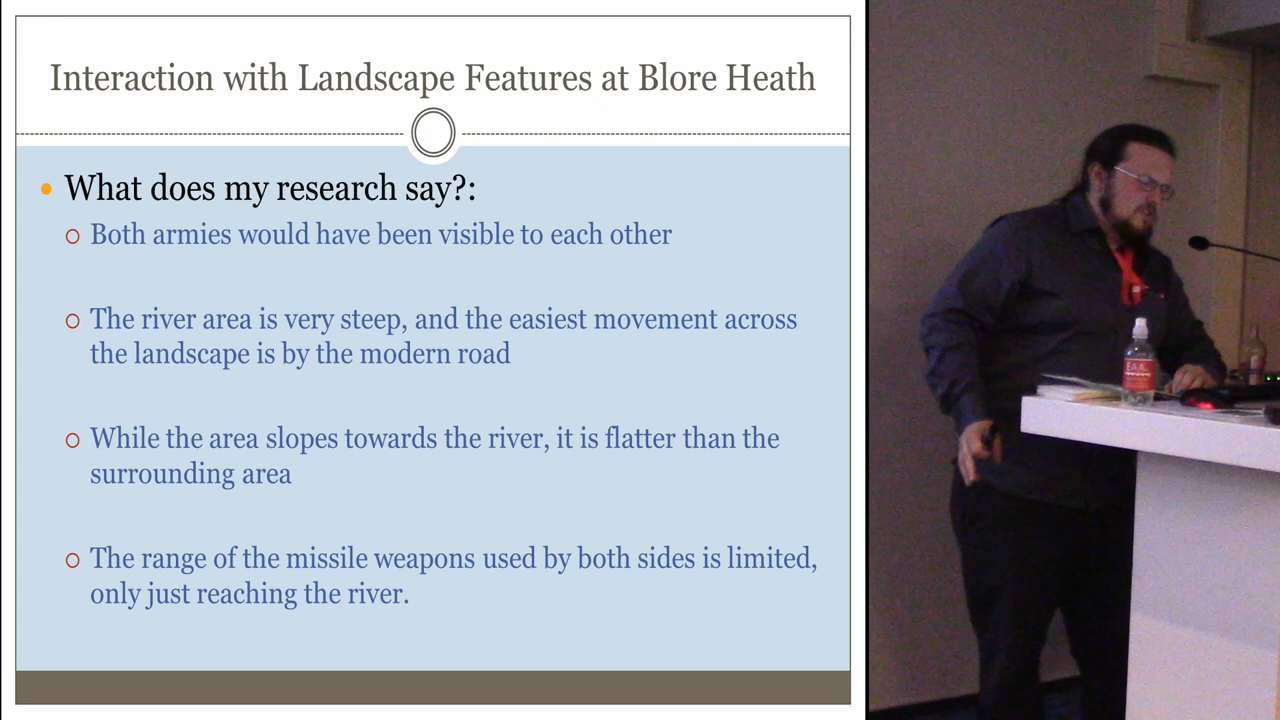 Interaction with Landscape Features at Blore Heath
What does my research say?:
Both armies would have been visible to each other
The river area is very steep, and the easiest movement across
the landscape is by the modern road
While the area slopes towards the river, it is flatter than the
surrounding area
The range of the missile weapons used by both sides is limited,
only just reaching the river.
EAA